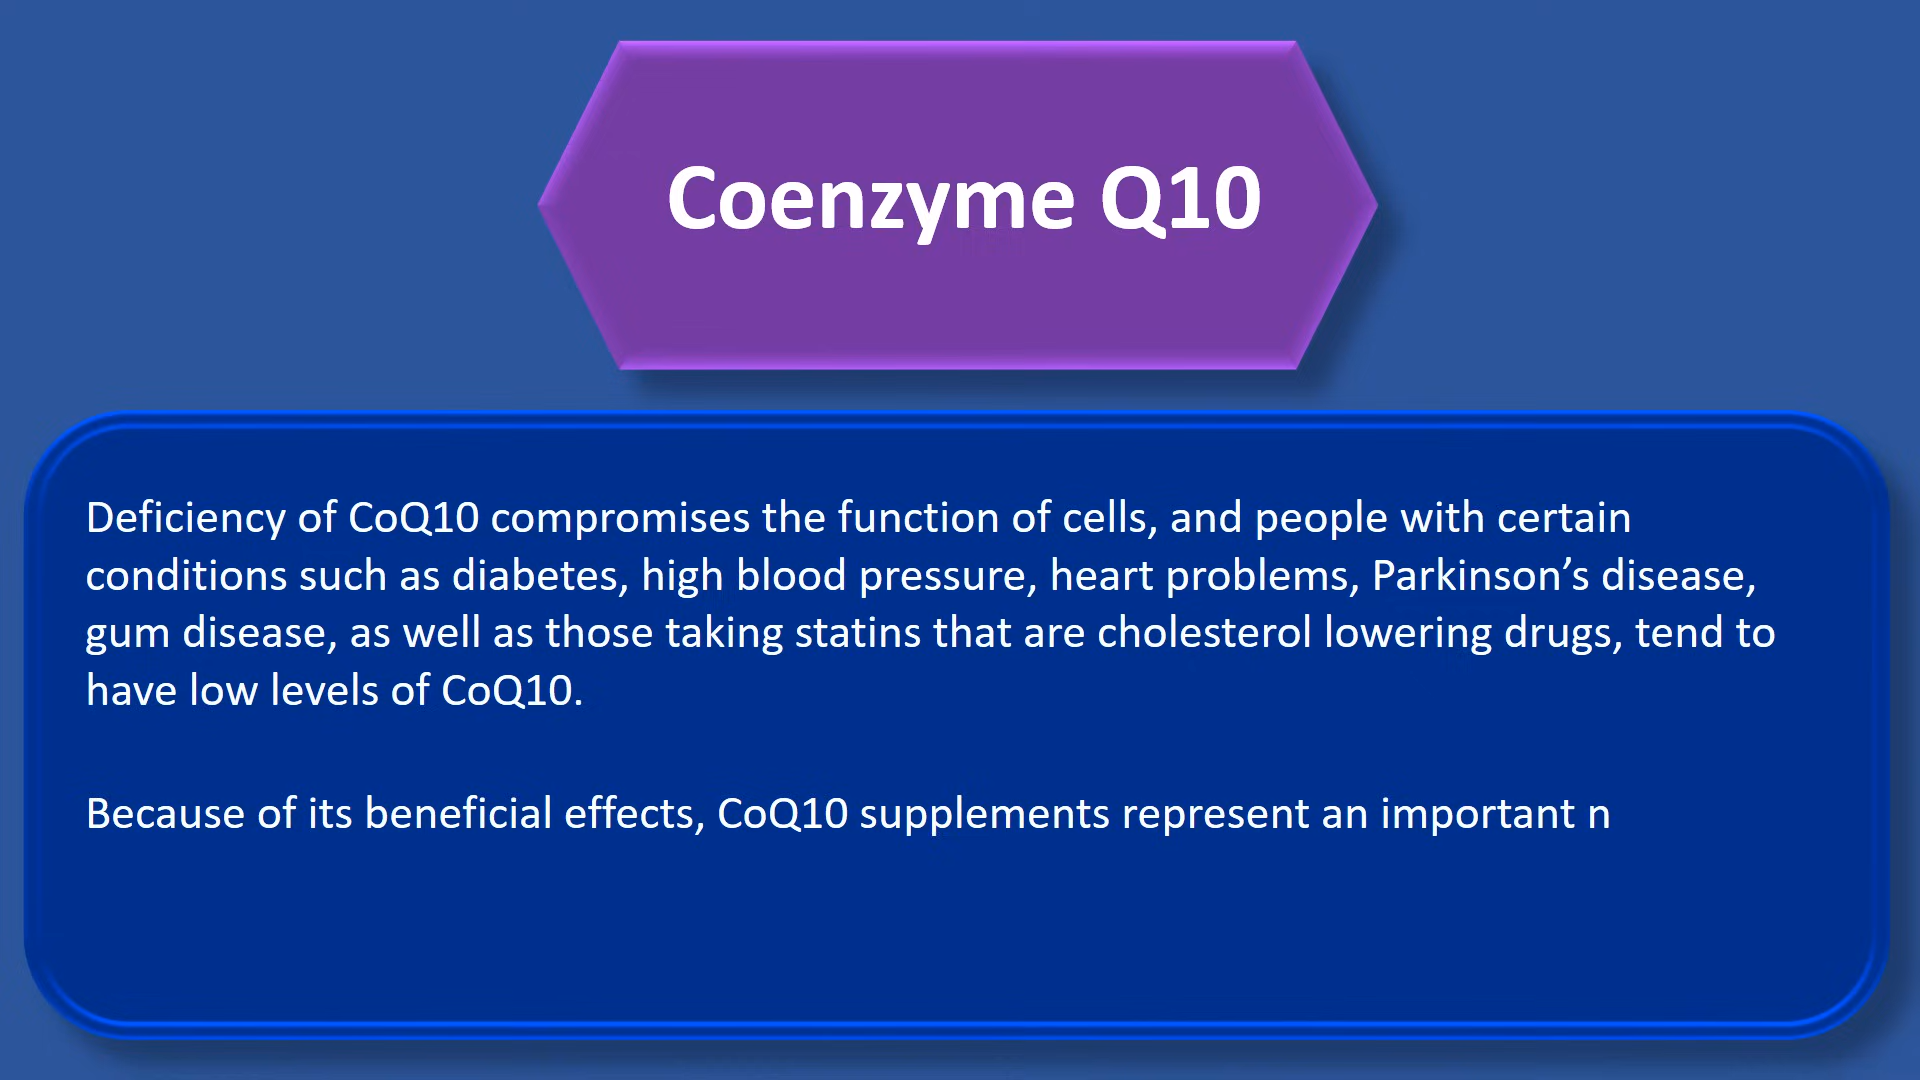 Coenzyme Q10
Deficiency of CoQ10 compromises the function of cells, and people with certain
conditions such as diabetes, high blood pressure, heart problems, Parkinson’s disease,
gum disease, as well as those taking statins that are cholesterol lowering drugs, tend to
have low levels of CoQ10.
Because of its beneficial effects, CoQ10 supplements represent an important n